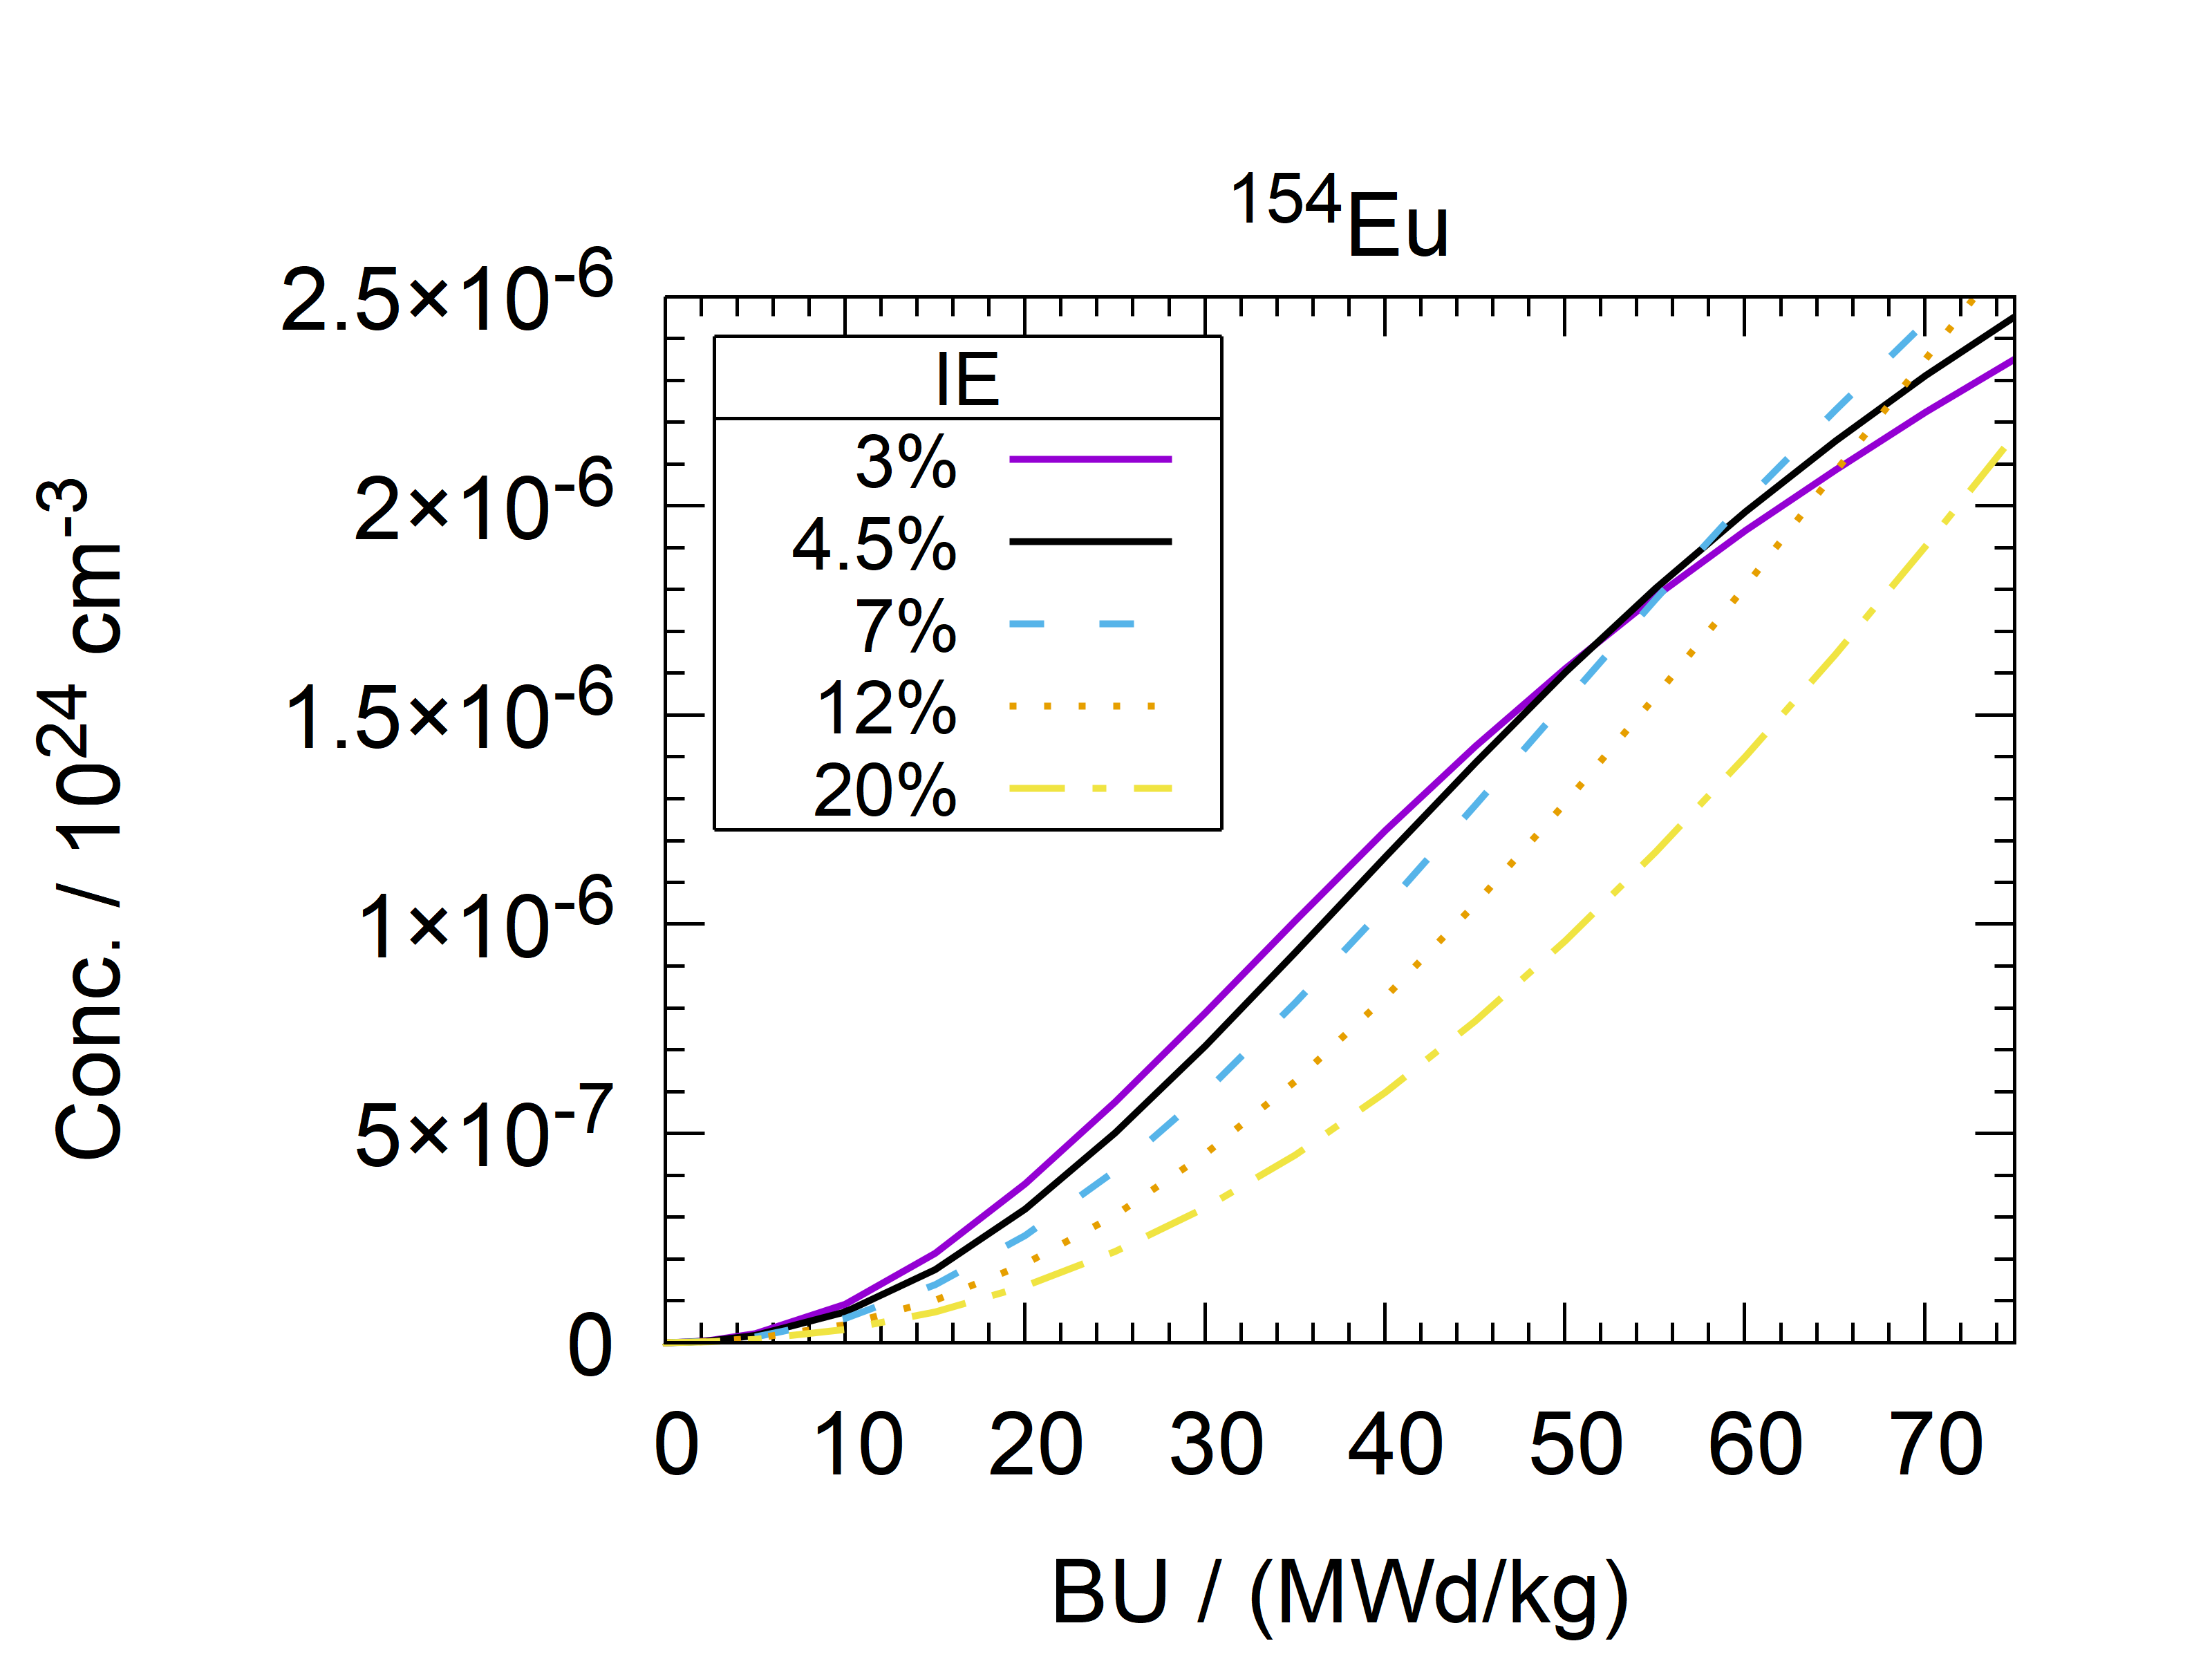 ¹⁵⁴Eu
2.5×10⁻⁶
2×10⁻⁶
1.5×10⁻⁶
1×10⁻⁶
5×10⁻⁷
0
Conc. / 10²⁴ cm⁻³
IE
3%
4.5%
7%
12%
20%
0 10 20 30 40 50 60 70
BU / (MWd/kg)